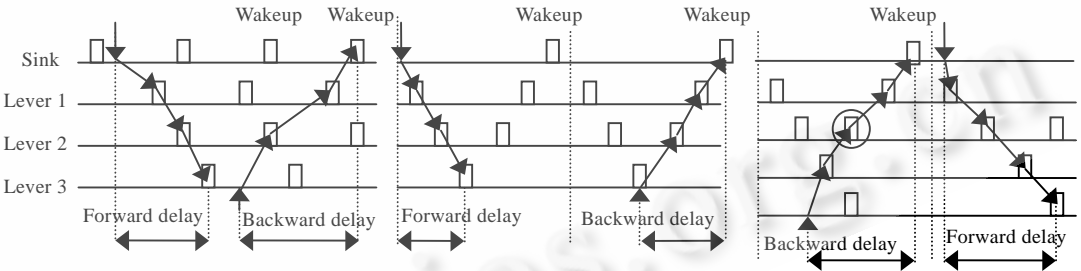 Wakeup Wakeup Wakeup Wakeup Wakeup
Sink
Lever 1
Lever 2
Lever 3
Forward delay Backward delay Forward delay Backward delay Backward delay Forward delay